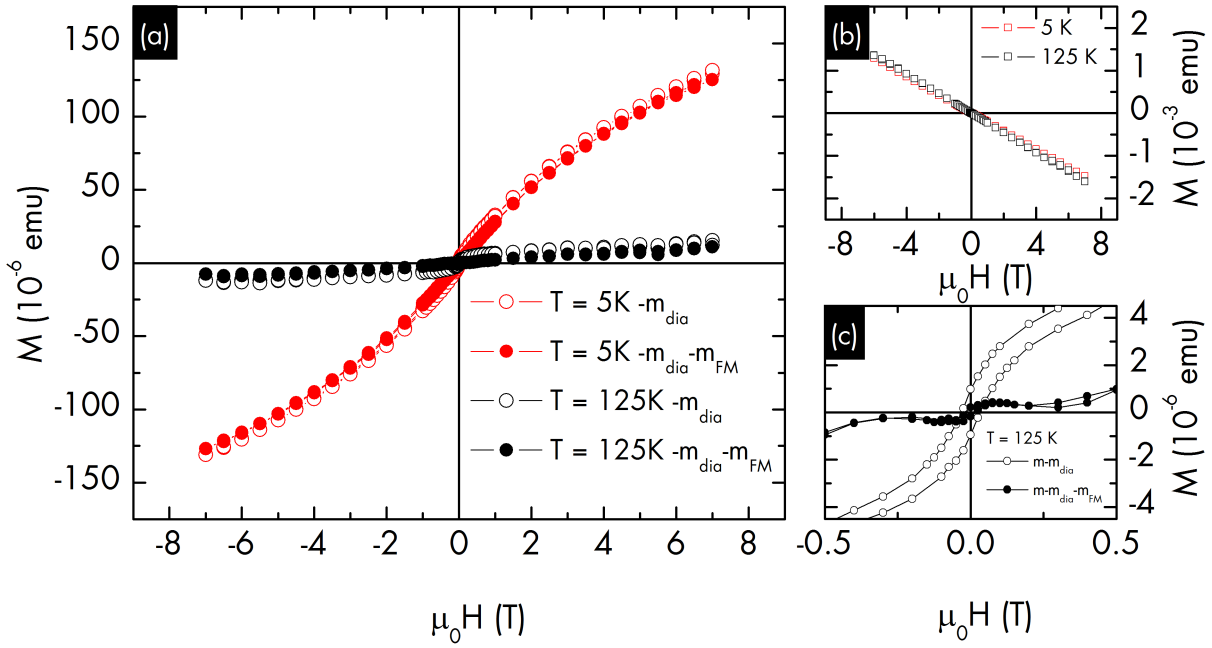 (a)
150
100
50
0
-50
-100
-150
M (10⁻⁶ emu)
-8 -6 -4 -2 0 2 4 6 8
μ₀H (T)
T = 5K -m_dia
T = 5K -m_dia-m_FM
T = 125K -m_dia
T = 125K -m_dia-m_FM
(b)
5 K
125 K
2
1
0
-1
-2
M (10⁻³ emu)
-8 -4 0 4 8
μ₀H (T)
(c)
4
2
0
-2
-4
M (10⁻⁶ emu)
T = 125 K
m-m_dia
m-m_dia-m_FM
-0.5 0.0 0.5
μ₀H (T)